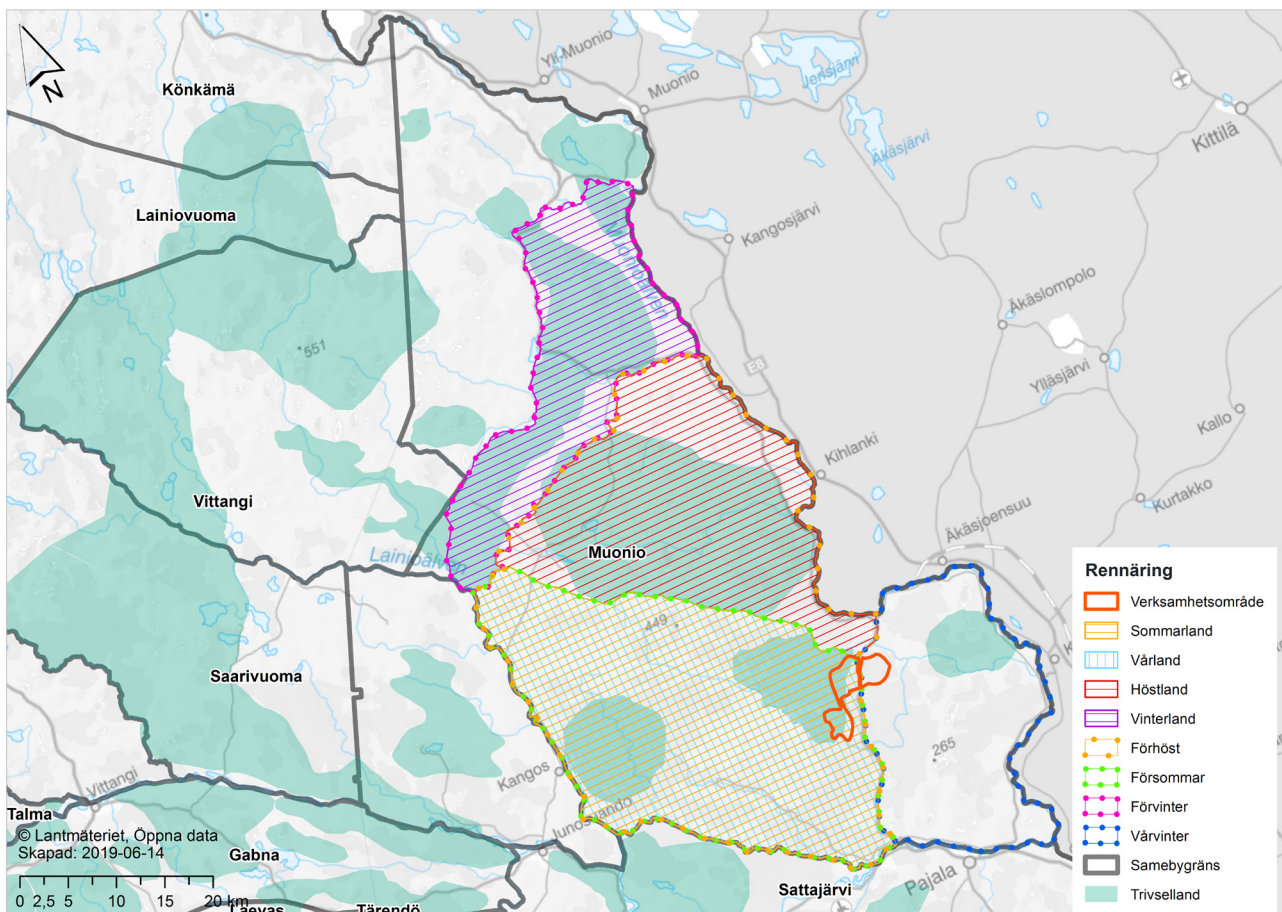 N
Könkämä
Yli-Muonio
Muonio
Jerisjärvi
Kittilä
Äkäsjärvi
Lainiovuoma
Kangosjärvi
Muonioälven
Äkäslompolo
551
E8
Ylläsjärvi
Kallo
Kihlanki
Kurtakko
Vittangi
Lainioälven
Muonio
Äkäsjoensuu
449
Saarivuoma
265
Kangos
Vittangi
Junosuando
Talma
© Lantmäteriet, Öppna data
Skapad: 2019-06-14
Gabna
Sattajärvi
Pajala
0 2,5 5 10 15 20 km
Laevas
Tärendö
Rennäring
Verksamhetsområde
Sommarland
Vårland
Höstland
Vinterland
Förhöst
Försommar
Förvinter
Vårvinter
Samebygräns
Trivselland